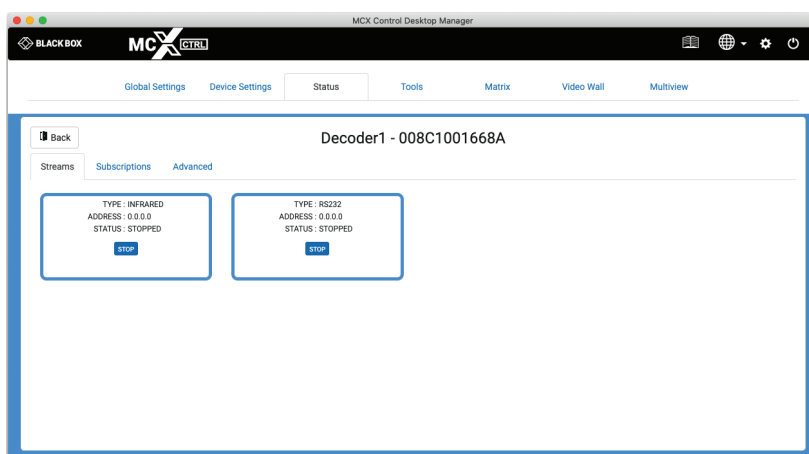 MCX Control Desktop Manager
BLACK BOX
MCX CTRL
Global Settings Device Settings Status Tools Matrix Video Wall Multiview
Back
Decoder1 - 008C1001668A
Streams Subscriptions Advanced
TYPE : INFRARED
ADDRESS : 0.0.0.0
STATUS : STOPPED
STOP
TYPE : RS232
ADDRESS : 0.0.0.0
STATUS : STOPPED
STOP